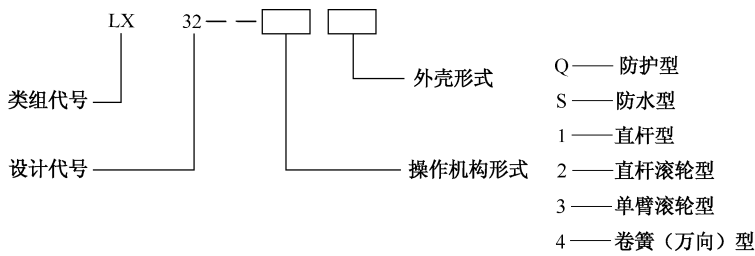 LX 32——□ □
外壳形式
类组代号
设计代号
操作机构形式
Q——防护型
S——防水型
1——直杆型
2——直杆滚轮型
3——单臂滚轮型
4——卷簧（万向）型